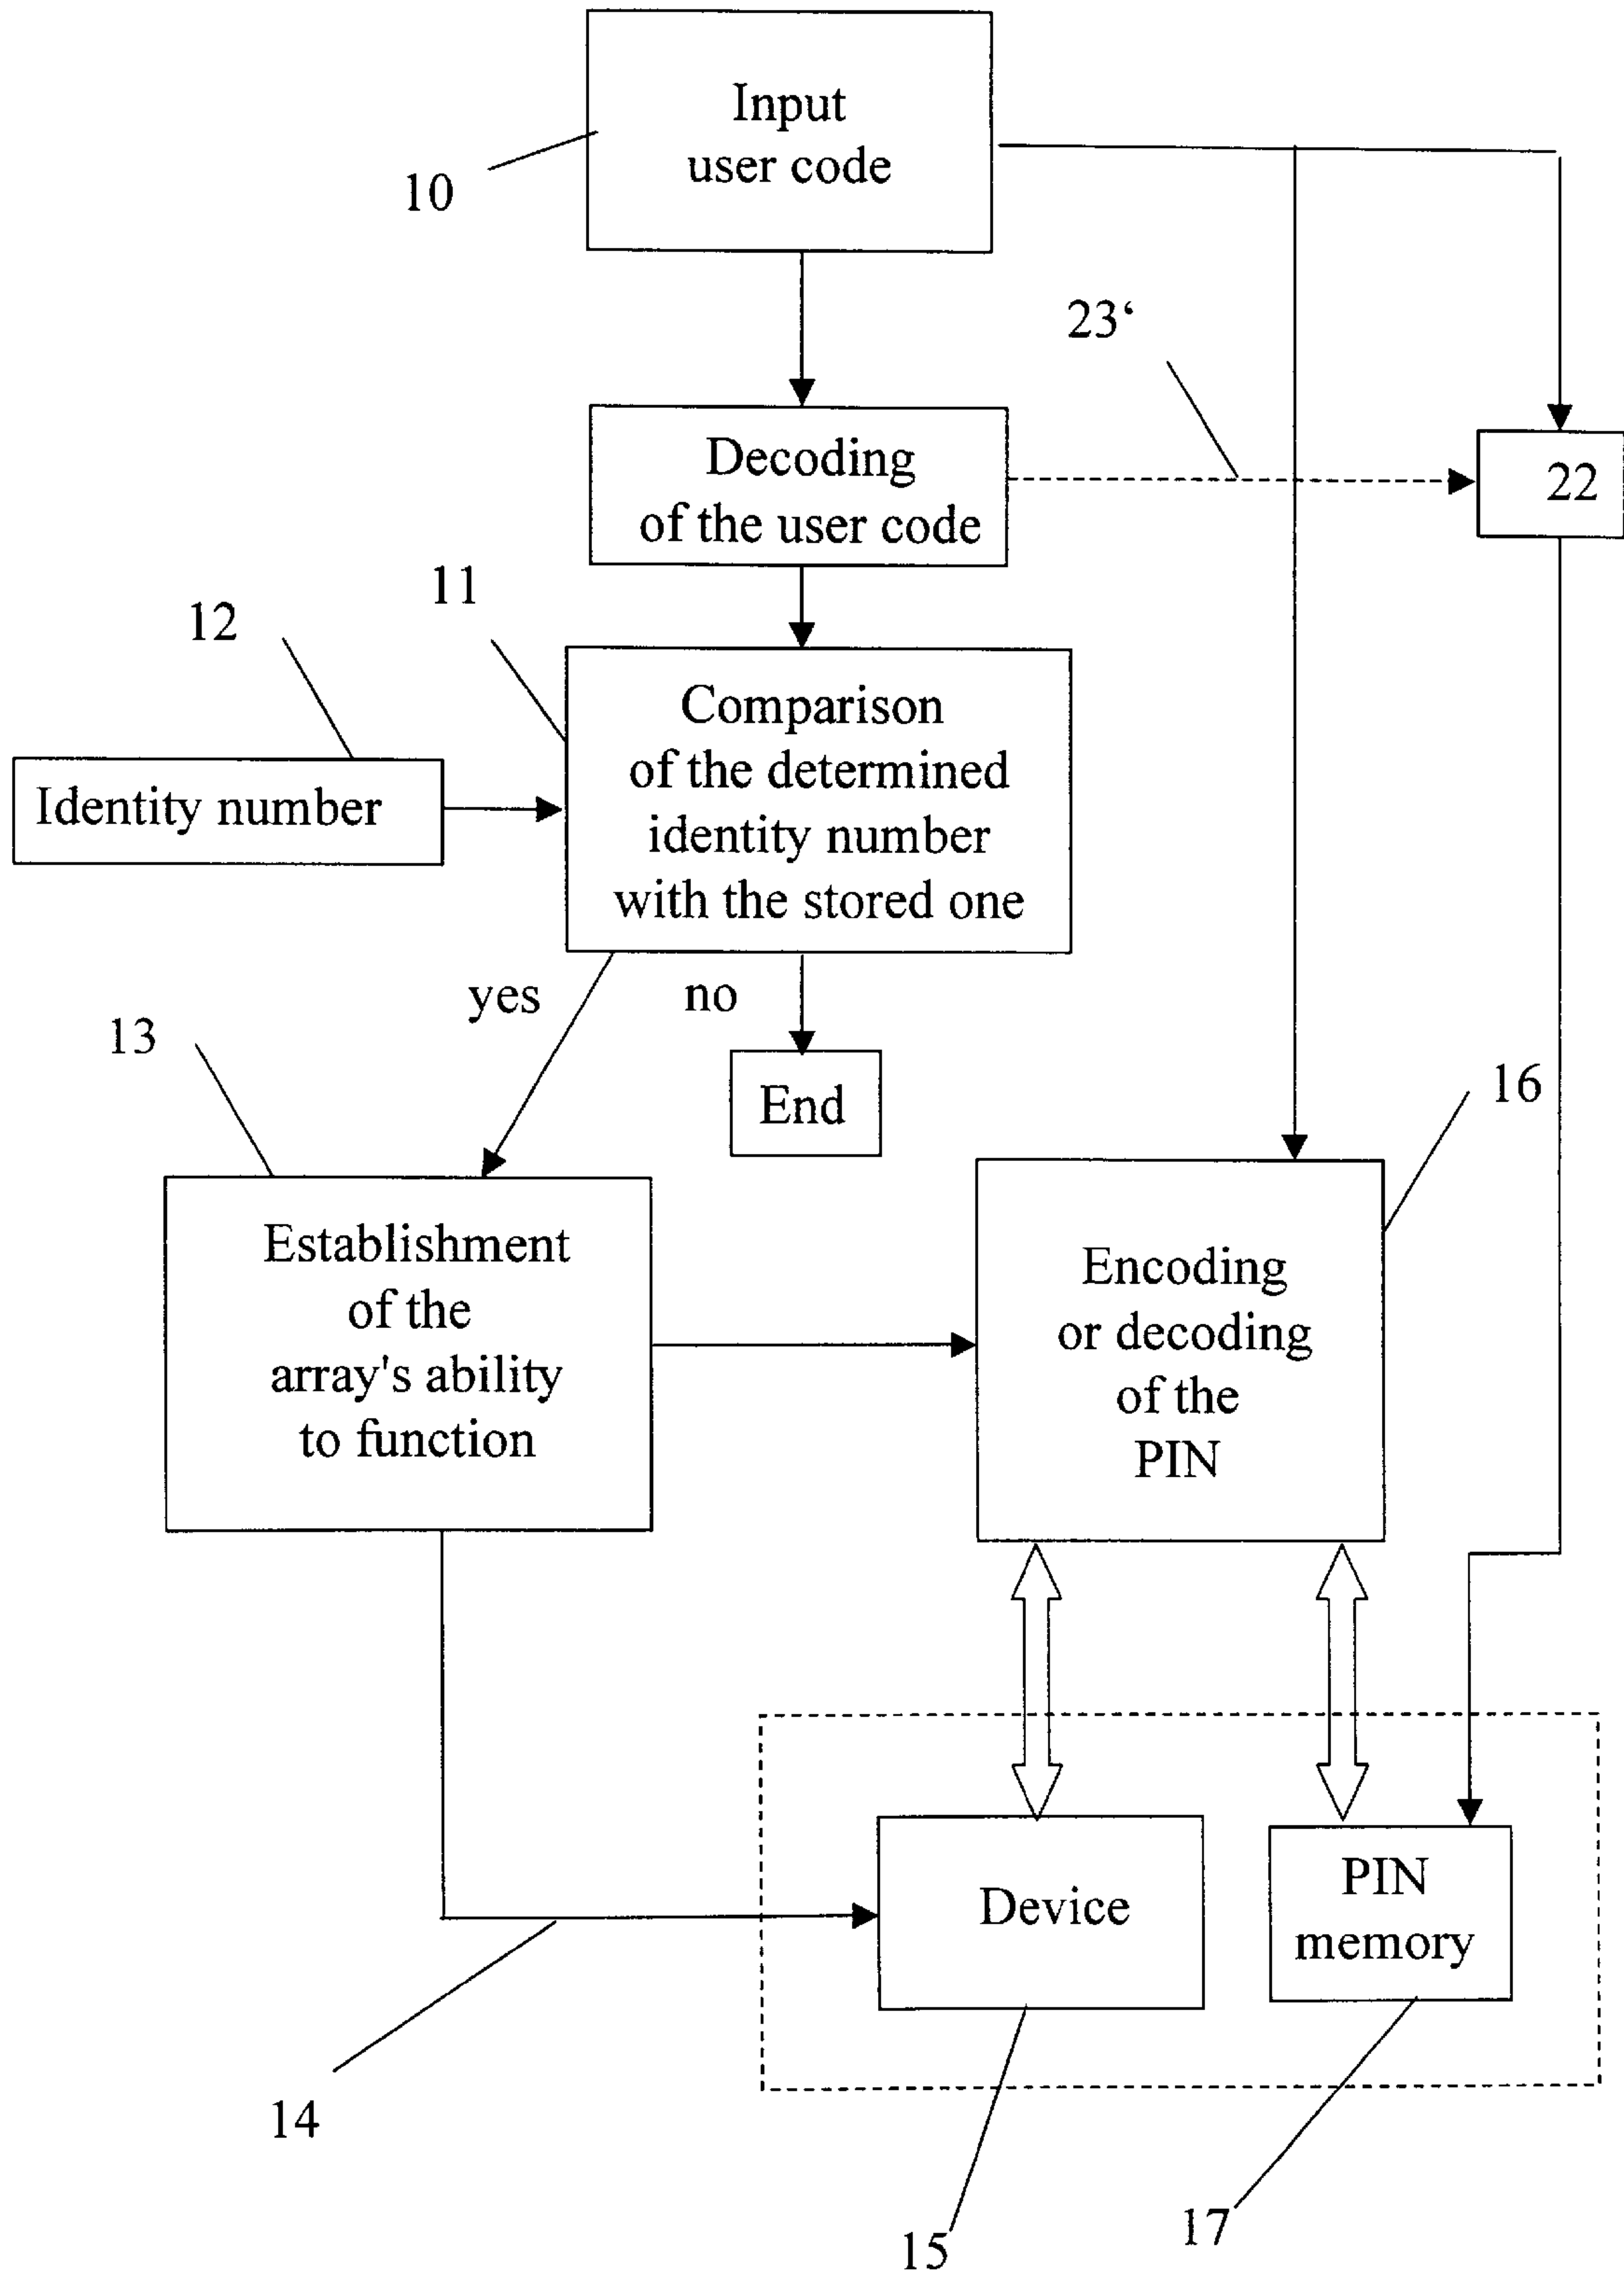 Input
user code
10
23‘
Decoding
of the user code
22
11
12
Comparison
of the determined
identity number
with the stored one
Identity number
yes
no
13
End
16
Establishment
of the
array's ability
to function
Encoding
or decoding
of the
PIN
Device
PIN
memory
14
15
17